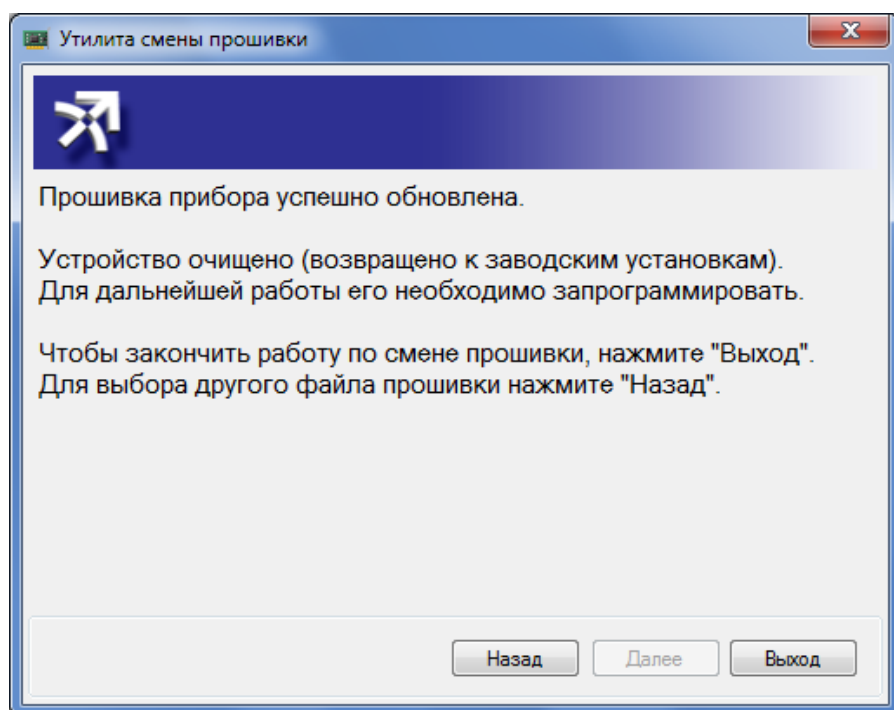 Утилита смены прошивки
Прошивка прибора успешно обновлена.
Устройство очищено (возвращено к заводским установкам).
Для дальнейшей работы его необходимо запрограммировать.
Чтобы закончить работу по смене прошивки, нажмите "Выход".
Для выбора другого файла прошивки нажмите "Назад".
Назад Далее Выход